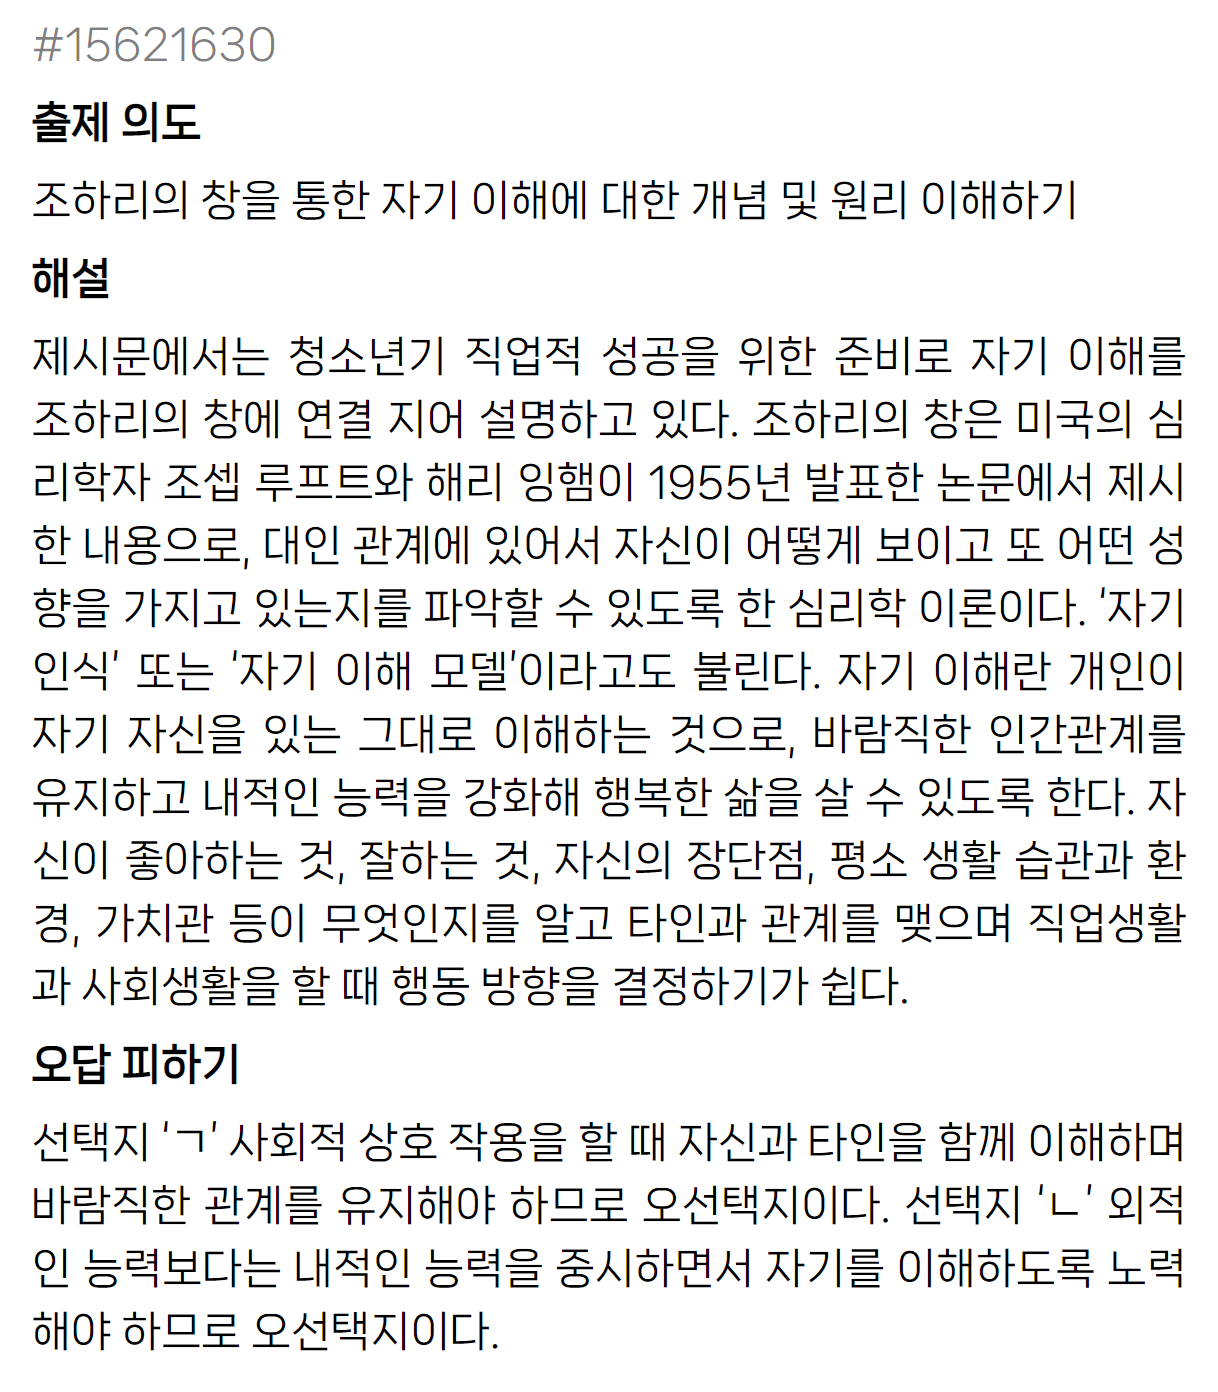 #15621630
출제 의도
조하리의 창을 통한 자기 이해에 대한 개념 및 원리 이해하기
해설
제시문에서는 청소년기 직업적 성공을 위한 준비로 자기 이해를
조하리의 창에 연결 지어 설명하고 있다. 조하리의 창은 미국의 심
리학자 조셉 루프트와 해리 잉햄이 1955년 발표한 논문에서 제시
한 내용으로, 대인 관계에 있어서 자신이 어떻게 보이고 또 어떤 성
향을 가지고 있는지를 파악할 수 있도록 한 심리학 이론이다. ‘자기
인식’ 또는 ‘자기 이해 모델’이라고도 불린다. 자기 이해란 개인이
자기 자신을 있는 그대로 이해하는 것으로, 바람직한 인간관계를
유지하고 내적인 능력을 강화해 행복한 삶을 살 수 있도록 한다. 자
신이 좋아하는 것, 잘하는 것, 자신의 장단점, 평소 생활 습관과 환
경, 가치관 등이 무엇인지를 알고 타인과 관계를 맺으며 직업생활
과 사회생활을 할 때 행동 방향을 결정하기가 쉽다.
오답 피하기
선택지 ‘ㄱ’ 사회적 상호 작용을 할 때 자신과 타인을 함께 이해하며
바람직한 관계를 유지해야 하므로 오선택지이다. 선택지 ‘ㄴ’ 외적
인 능력보다는 내적인 능력을 중시하면서 자기를 이해하도록 노력
해야 하므로 오선택지이다.